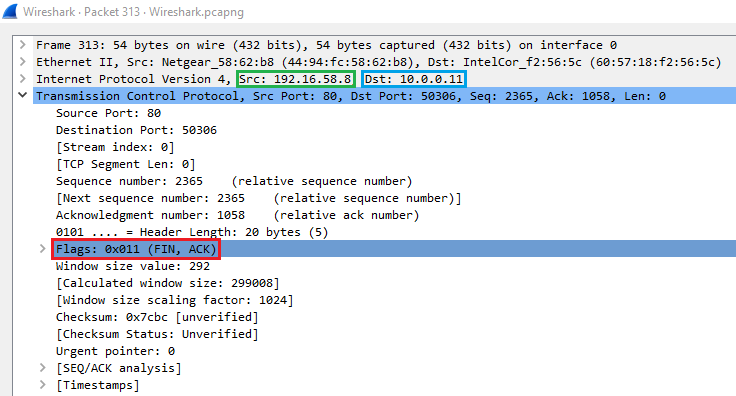 Wireshark · Packet 313 · Wireshark.pcapng
Frame 313: 54 bytes on wire (432 bits), 54 bytes captured (432 bits) on interface 0
Ethernet II, Src: Netgear_58:62:b8 (44:94:fc:58:62:b8), Dst: IntelCor_f2:56:5c (60:57:18:f2:56:5c)
Internet Protocol Version 4, Src: 192.16.58.8, Dst: 10.0.0.11
Transmission Control Protocol, Src Port: 80, Dst Port: 50306, Seq: 2365, Ack: 1058, Len: 0
Source Port: 80
Destination Port: 50306
[Stream index: 0]
[TCP Segment Len: 0]
Sequence number: 2365    (relative sequence number)
[Next sequence number: 2365    (relative sequence number)]
Acknowledgment number: 1058    (relative ack number)
0101 .... = Header Length: 20 bytes (5)
Flags: 0x011 (FIN, ACK)
Window size value: 292
[Calculated window size: 299008]
[Window size scaling factor: 1024]
Checksum: 0x7cbc [unverified]
[Checksum Status: Unverified]
Urgent pointer: 0
[SEQ/ACK analysis]
[Timestamps]